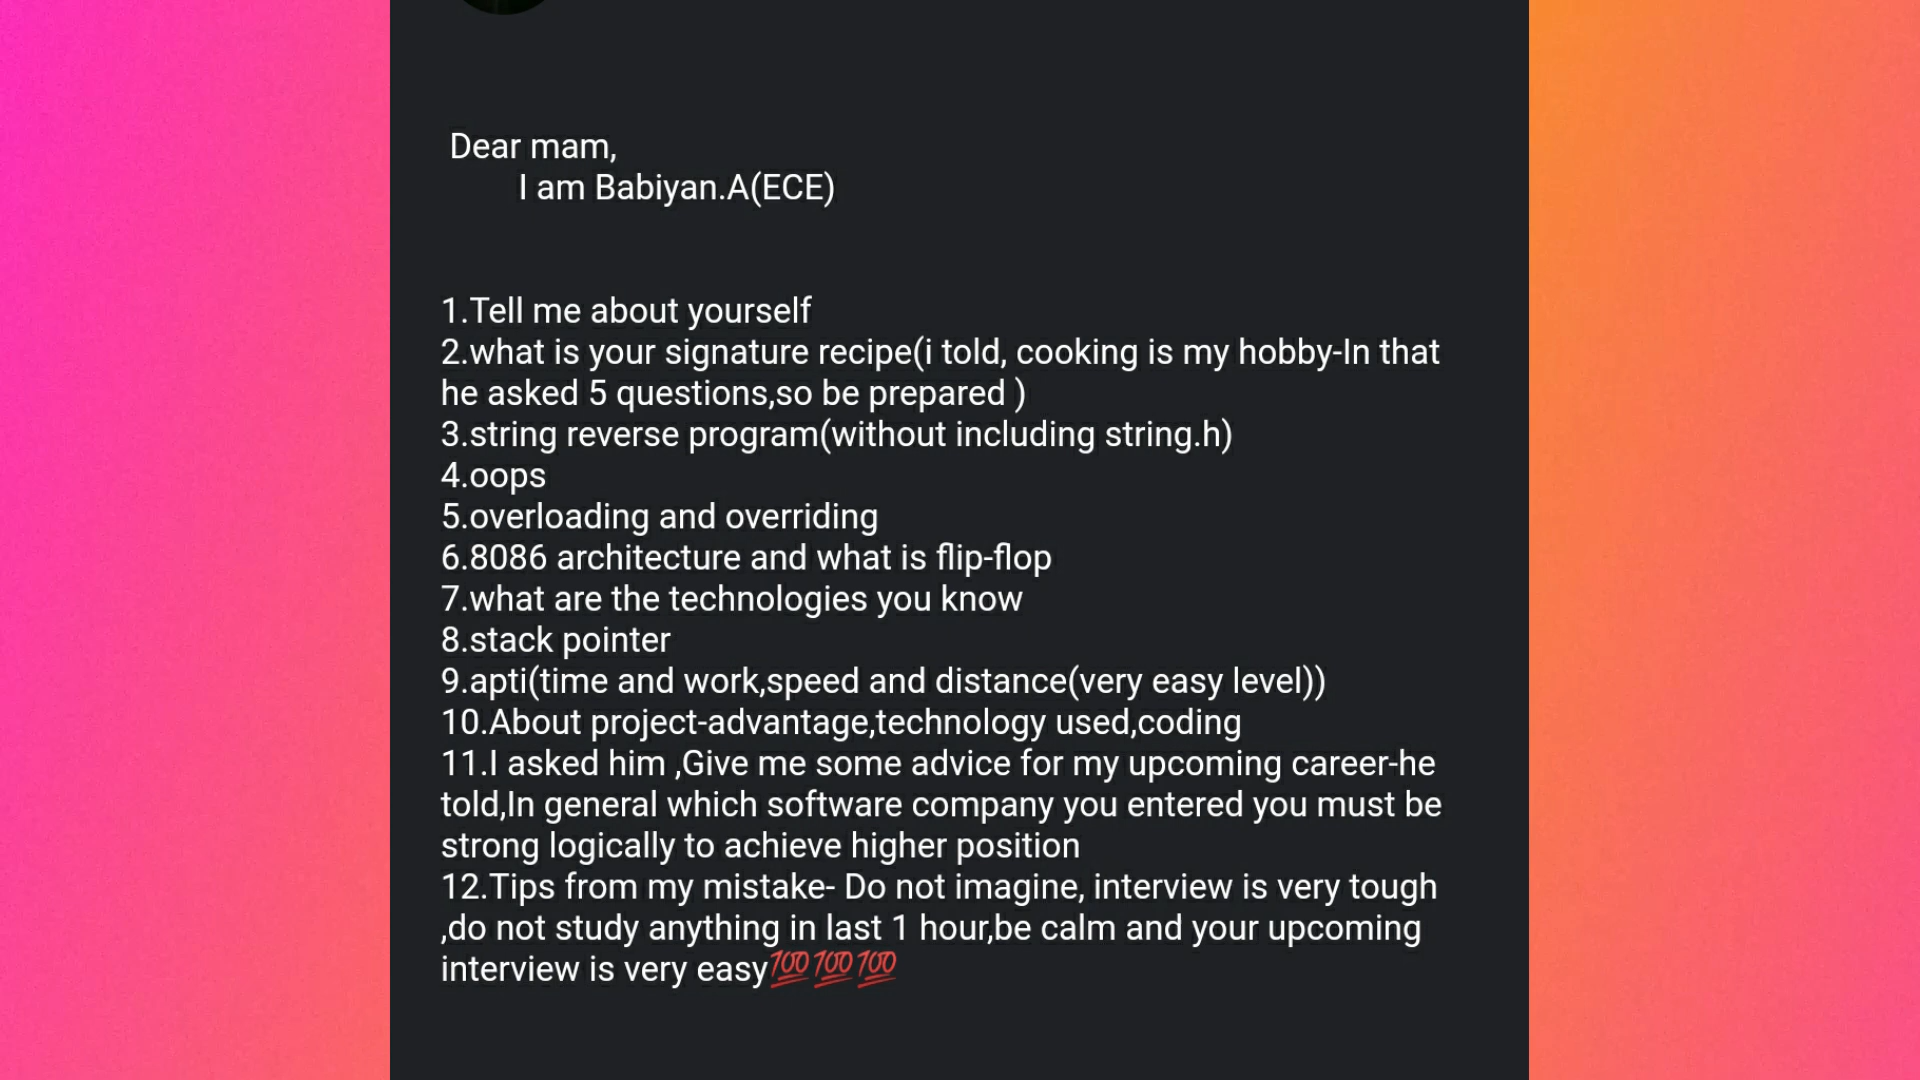 Dear mam,
I am Babiyan.A(ECE)
1.Tell me about yourself
2.what is your signature recipe(i told, cooking is my hobby-In that
he asked 5 questions,so be prepared )
3.string reverse program(without including string.h)
4.oops
5.overloading and overriding
6.8086 architecture and what is flip-flop
7.what are the technologies you know
8.stack pointer
9.apti(time and work,speed and distance(very easy level))
10.About project-advantage,technology used,coding
11.I asked him ,Give me some advice for my upcoming career-he
told,In general which software company you entered you must be
strong logically to achieve higher position
12.Tips from my mistake- Do not imagine, interview is very tough
,do not study anything in last 1 hour,be calm and your upcoming
interview is very easy💯💯💯